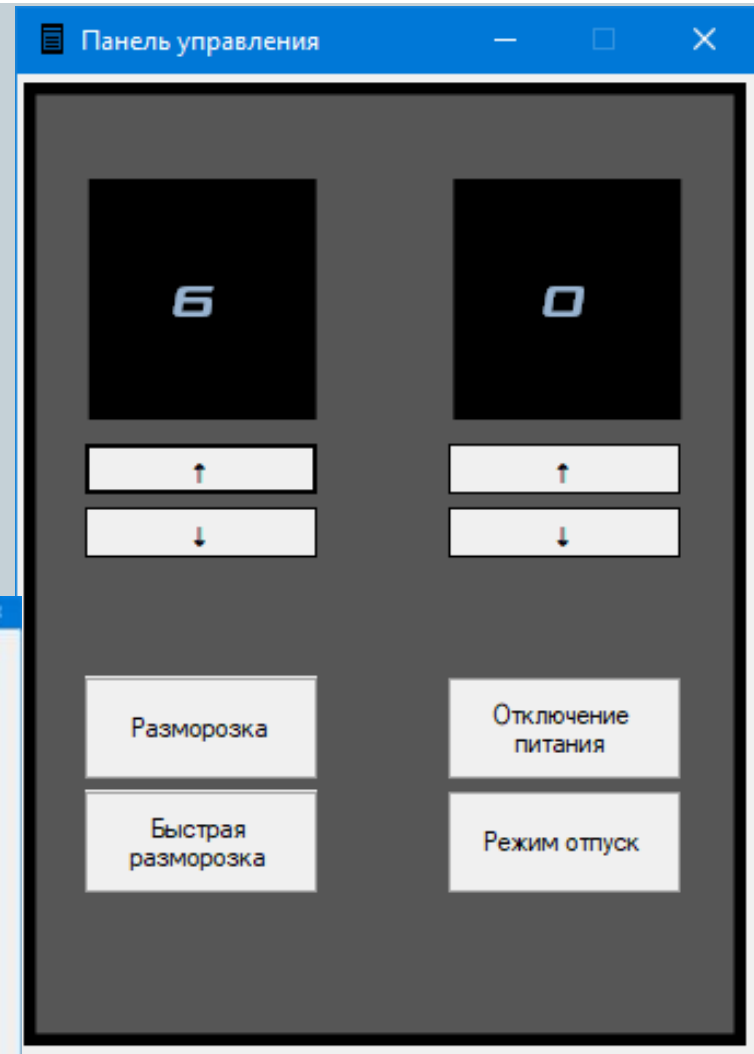 Панель управления
6 0
↑ ↑
↓ ↓
Разморозка
Отключение
питания
Быстрая
разморозка
Режим отпуск